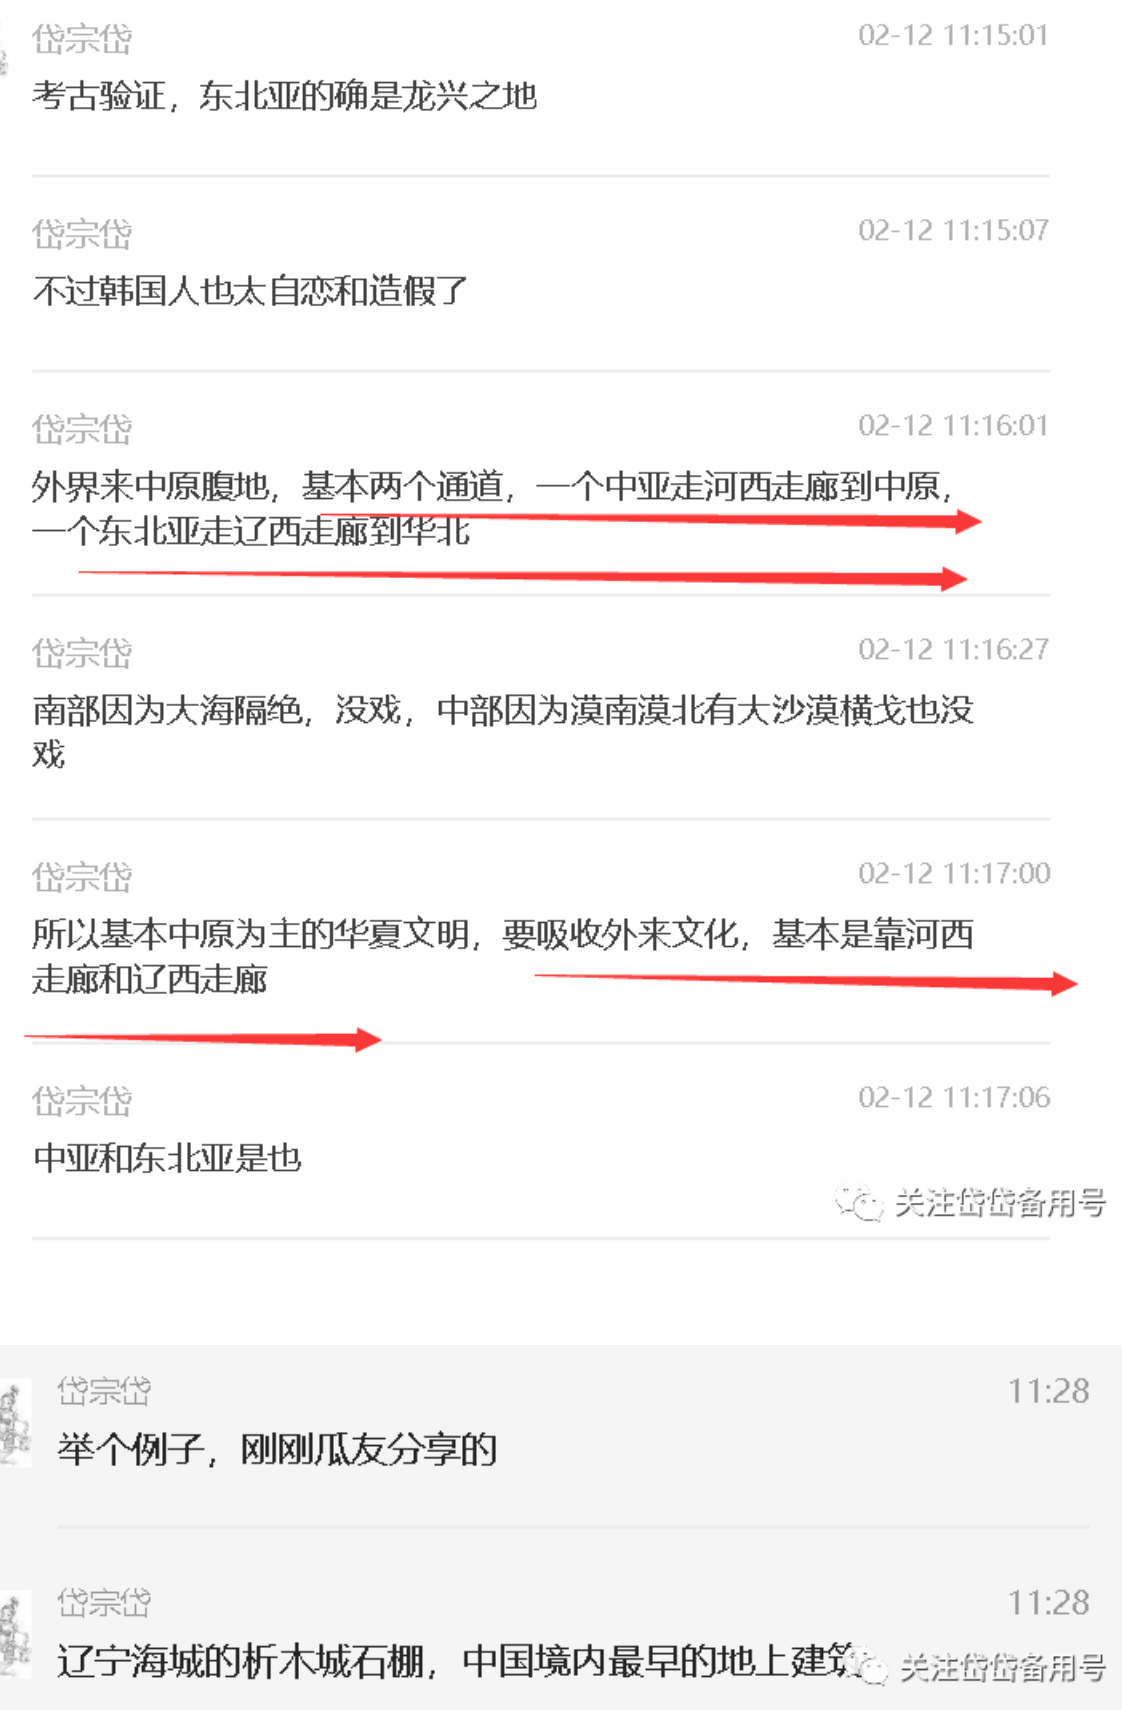 岱宗岱
02-12 11:15:01
考古验证，东北亚的确是龙兴之地
岱宗岱
02-12 11:15:07
不过韩国人也太自恋和造假了
岱宗岱
02-12 11:16:01
外界来中原腹地，基本两个通道，一个中亚走河西走廊到中原，
一个东北亚走辽西走廊到华北
岱宗岱
02-12 11:16:27
南部因为大海隔绝，没戏，中部因为漠南漠北有大沙漠横戈也没
戏
岱宗岱
02-12 11:17:00
所以基本中原为主的华夏文明，要吸收外来文化，基本是靠河西
走廊和辽西走廊
岱宗岱
02-12 11:17:06
中亚和东北亚是也
关注岱岱备用号
岱宗岱
11:28
举个例子，刚刚瓜友分享的
岱宗岱
11:28
辽宁海城的析木城石棚，中国境内最早的地上建筑
关注岱岱备用号